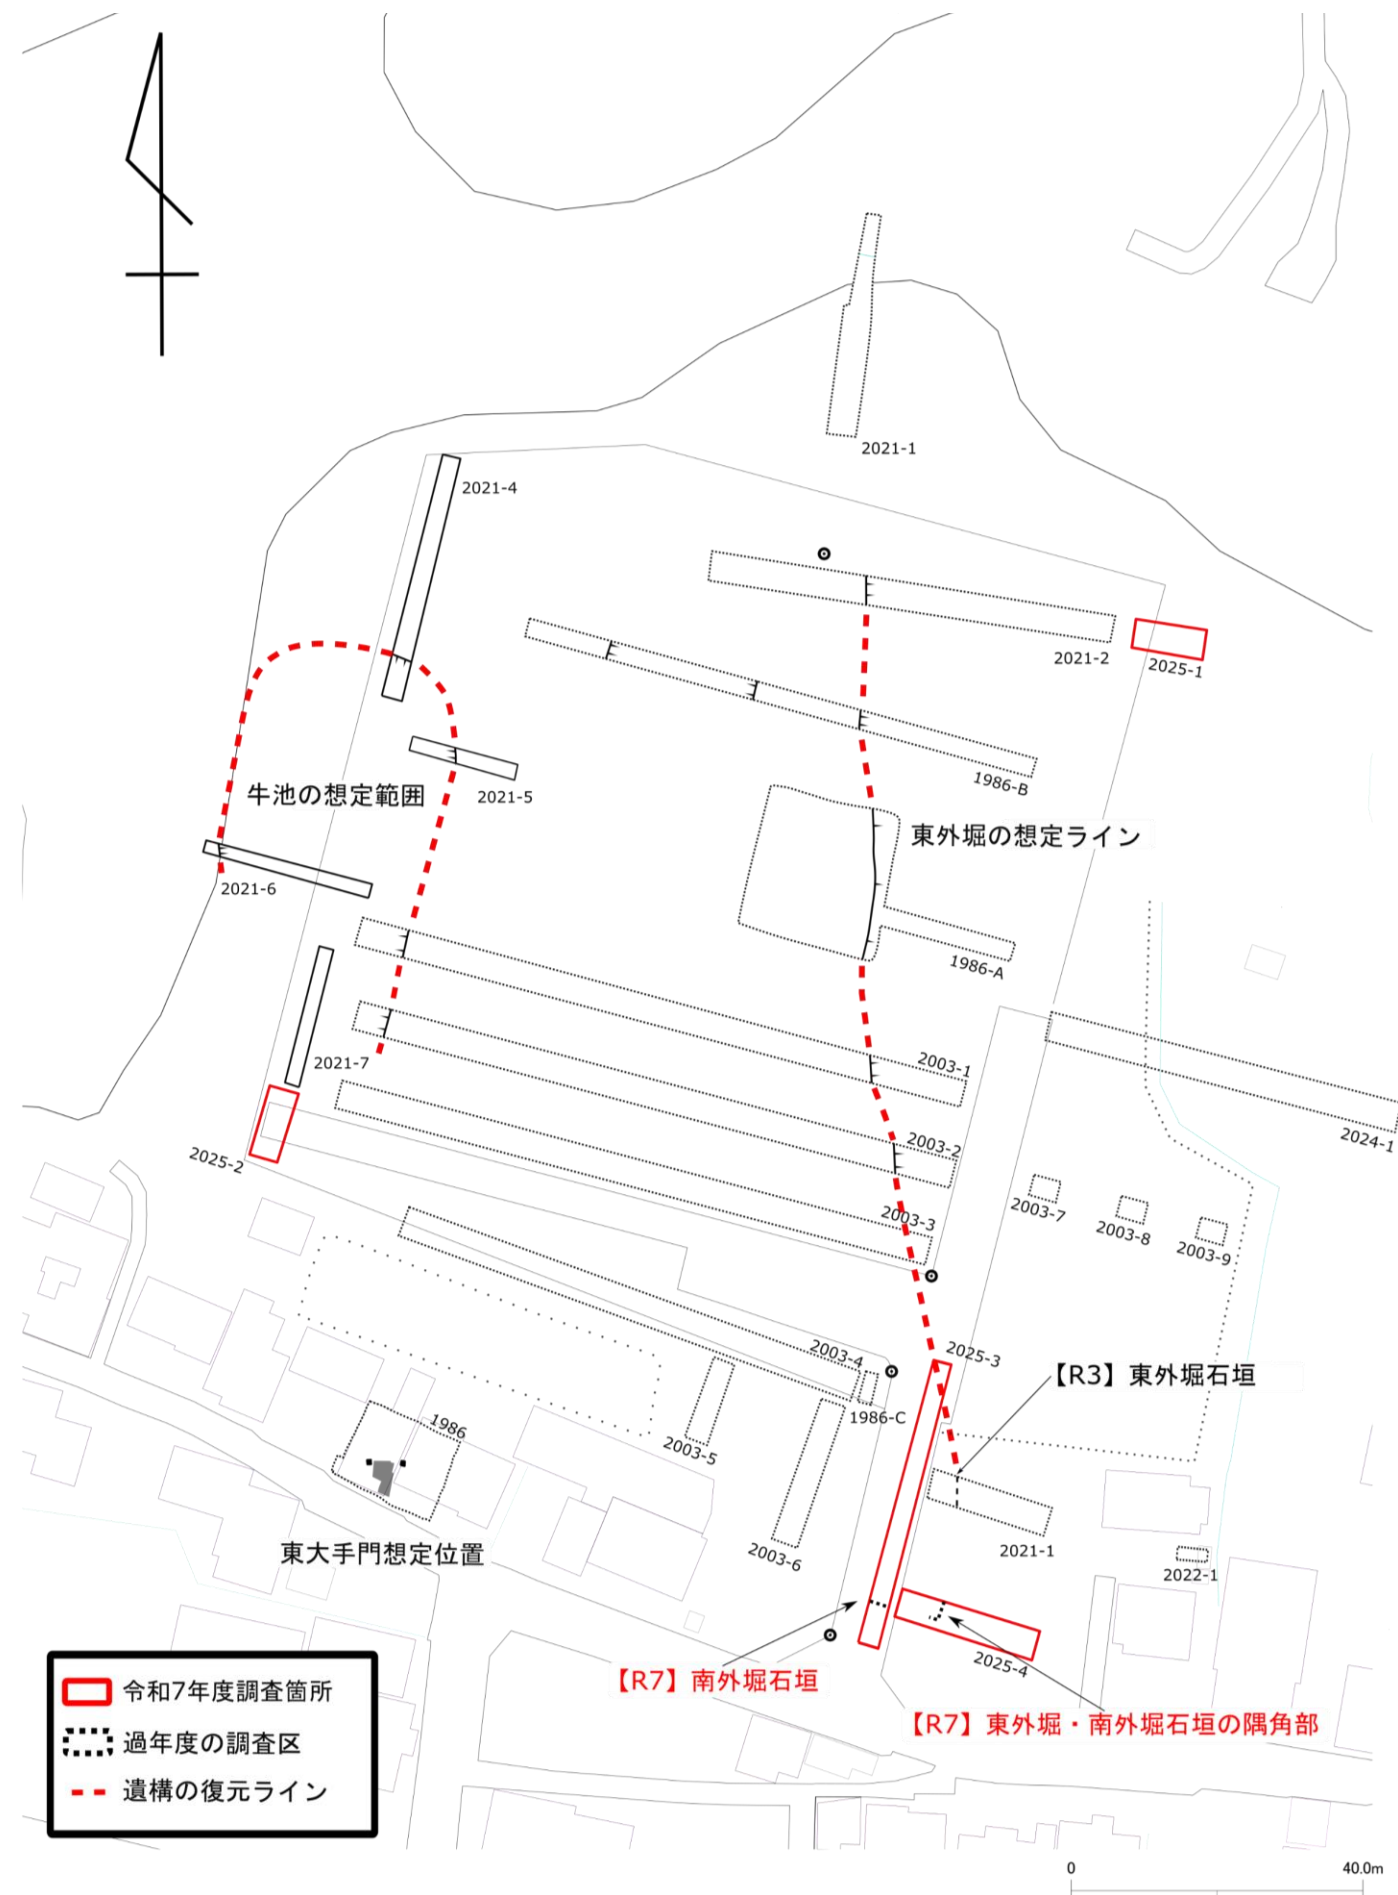 2021-1
2021-4
2021-2
2025-1
1986-B
2021-5
牛池の想定範囲
東外堀の想定ライン
2021-6
1986-A
2021-7
2003-1
2024-1
2003-2
2025-2
2003-7
2003-8
2003-9
2003-3
2003-4
2025-3
【R3】東外堀石垣
1986-C
1986
2003-5
2003-6
2021-1
2022-1
東大手門想定位置
2025-4
【R7】南外堀石垣
【R7】東外堀・南外堀石垣の隅角部
令和7年度調査箇所
過年度の調査区
遺構の復元ライン
0 40.0m